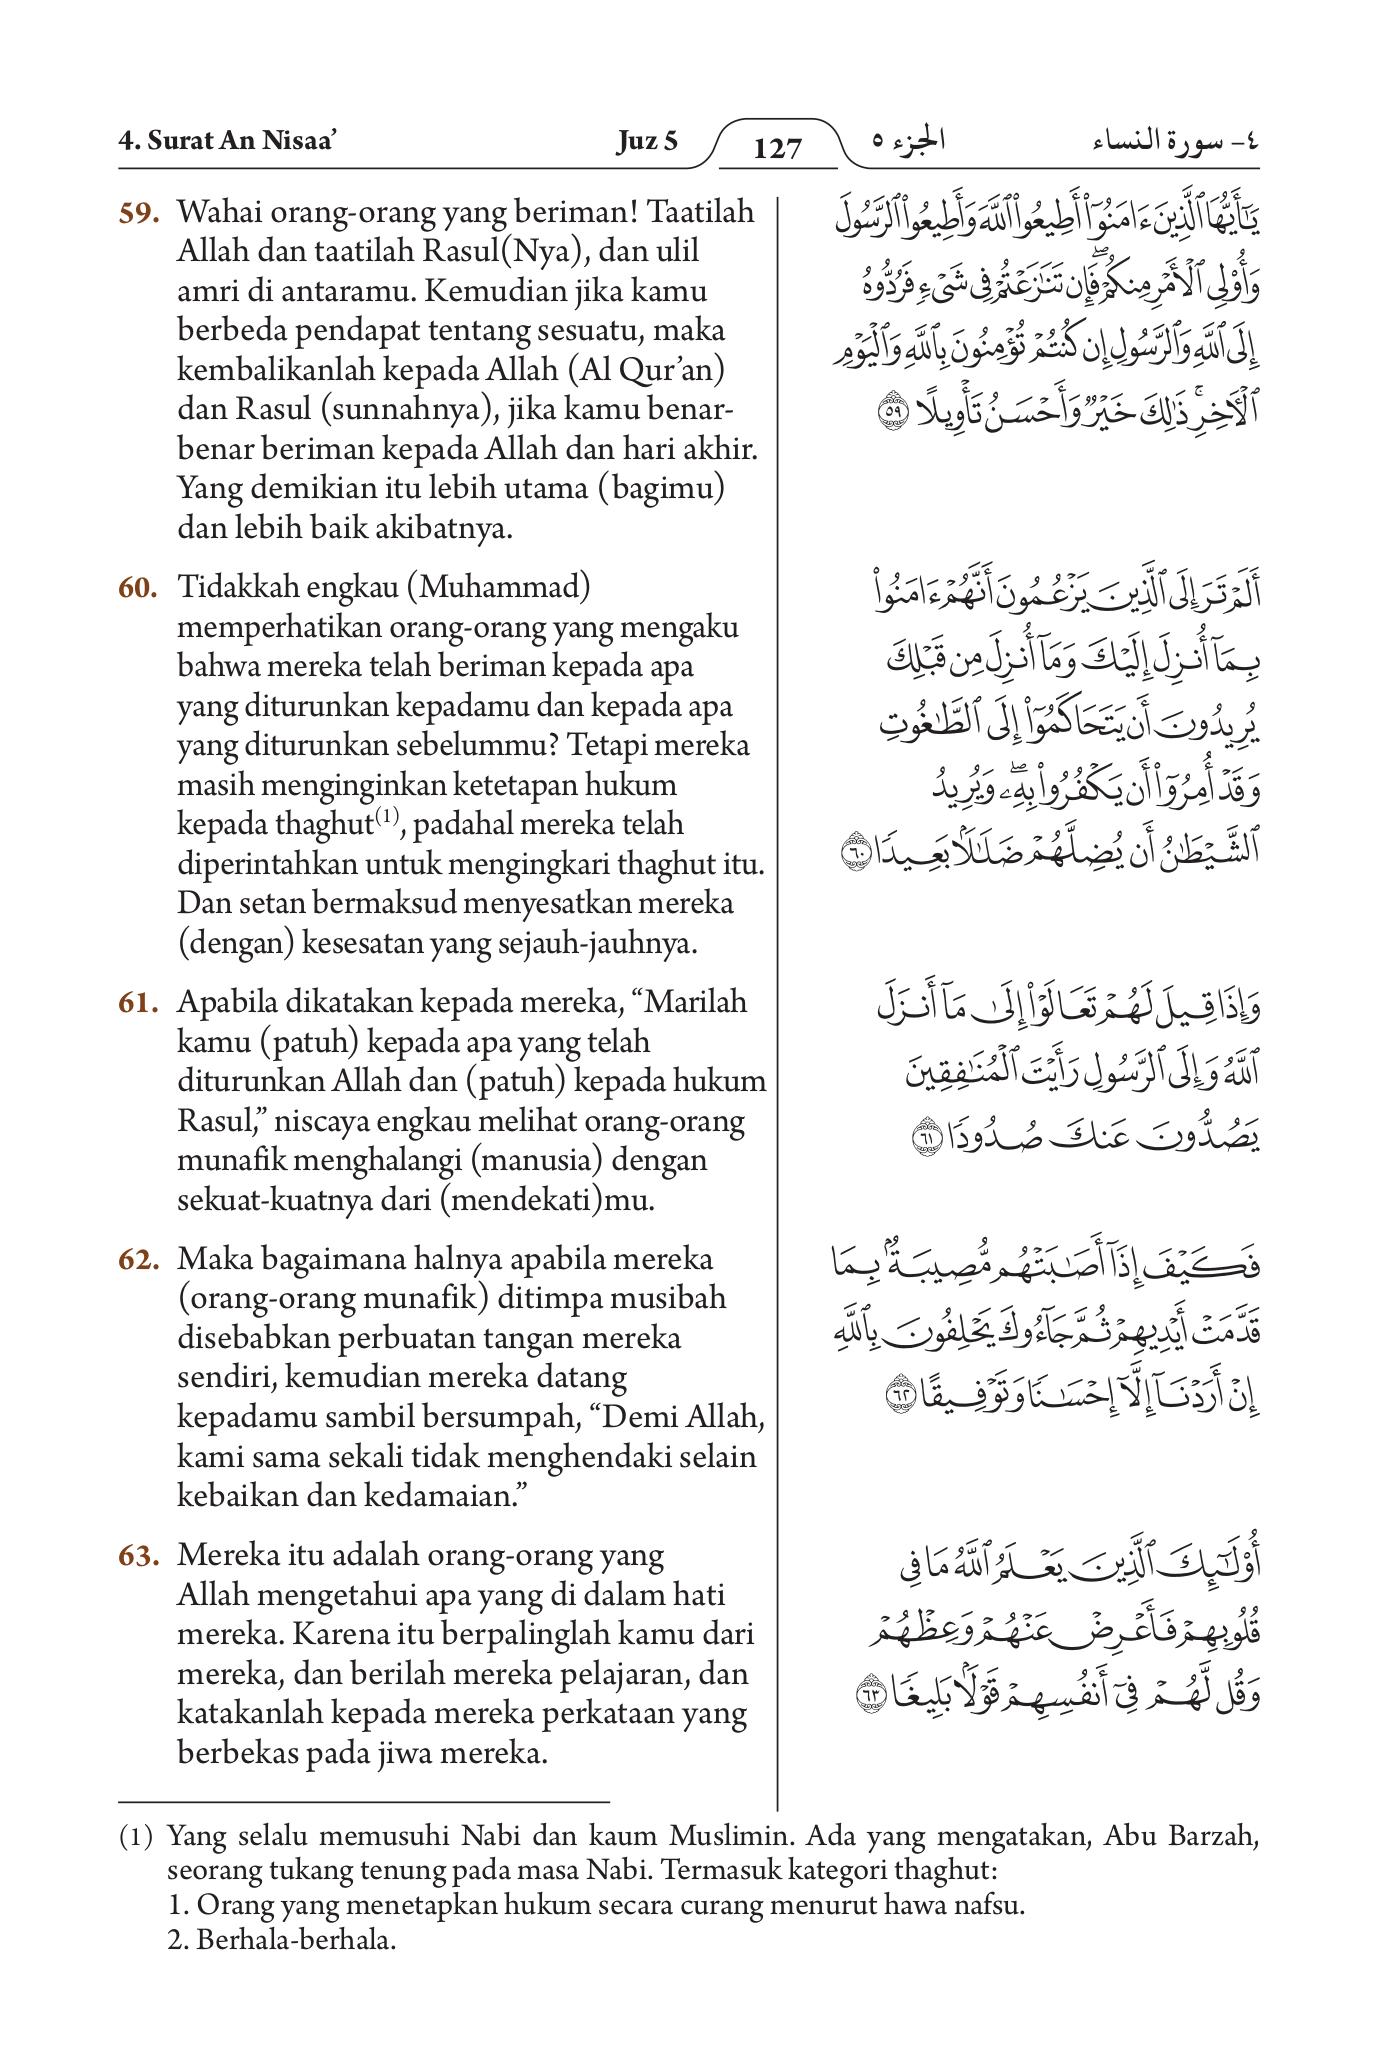 4. Surat An Nisaa’ Juz 5 127 الجزء ٥ ٤- سورة النساء
59. Wahai orang-orang yang beriman! Taatilah
Allah dan taatilah Rasul(Nya), dan ulil
amri di antaramu. Kemudian jika kamu
berbeda pendapat tentang sesuatu, maka
kembalikanlah kepada Allah (Al Qur’an)
dan Rasul (sunnahnya), jika kamu benar-
benar beriman kepada Allah dan hari akhir.
Yang demikian itu lebih utama (bagimu)
dan lebih baik akibatnya.
يَٰٓأَيُّهَا ٱلَّذِينَ ءَامَنُوٓا۟ أَطِيعُوا۟ ٱللَّهَ وَأَطِيعُوا۟ ٱلرَّسُولَ
وَأُو۟لِى ٱلْأَمْرِ مِنكُمْ ۖ فَإِن تَنَٰزَعْتُمْ فِى شَىْءٍ فَرُدُّوهُ
إِلَى ٱللَّهِ وَٱلرَّسُولِ إِن كُنتُمْ تُؤْمِنُونَ بِٱللَّهِ وَٱلْيَوْمِ
ٱلْءَاخِرِ ۚ ذَٰلِكَ خَيْرٌ وَأَحْسَنُ تَأْوِيلًا ٥٩
60. Tidakkah engkau (Muhammad)
memperhatikan orang-orang yang mengaku
bahwa mereka telah beriman kepada apa
yang diturunkan kepadamu dan kepada apa
yang diturunkan sebelummu? Tetapi mereka
masih menginginkan ketetapan hukum
kepada thaghut(1), padahal mereka telah
diperintahkan untuk mengingkari thaghut itu.
Dan setan bermaksud menyesatkan mereka
(dengan) kesesatan yang sejauh-jauhnya.
أَلَمْ تَرَ إِلَى ٱلَّذِينَ يَزْعُمُونَ أَنَّهُمْ ءَامَنُوا۟
بِمَآ أُنزِلَ إِلَيْكَ وَمَآ أُنزِلَ مِن قَبْلِكَ
يُرِيدُونَ أَن يَتَحَاكَمُوٓا۟ إِلَى ٱلطَّٰغُوتِ
وَقَدْ أُمِرُوٓا۟ أَن يَكْفُرُوا۟ بِهِۦ ۖ وَيُرِيدُ
ٱلشَّيْطَٰنُ أَن يُضِلَّهُمْ ضَلَٰلًۢا بَعِيدًا ٦٠
61. Apabila dikatakan kepada mereka, “Marilah
kamu (patuh) kepada apa yang telah
diturunkan Allah dan (patuh) kepada hukum
Rasul,” niscaya engkau melihat orang-orang
munafik menghalangi (manusia) dengan
sekuat-kuatnya dari (mendekati)mu.
وَإِذَا قِيلَ لَهُمْ تَعَالَوْا۟ إِلَىٰ مَآ أَنزَلَ
ٱللَّهُ وَإِلَى ٱلرَّسُولِ رَأَيْتَ ٱلْمُنَٰفِقِينَ
يَصُدُّونَ عَنكَ صُدُودًا ٦١
62. Maka bagaimana halnya apabila mereka
(orang-orang munafik) ditimpa musibah
disebabkan perbuatan tangan mereka
sendiri, kemudian mereka datang
kepadamu sambil bersumpah, “Demi Allah,
kami sama sekali tidak menghendaki selain
kebaikan dan kedamaian.”
فَكَيْفَ إِذَآ أَصَٰبَتْهُم مُّصِيبَةٌۢ بِمَا
قَدَّمَتْ أَيْدِيهِمْ ثُمَّ جَآءُوكَ يَحْلِفُونَ بِٱللَّهِ
إِنْ أَرَدْنَآ إِلَّآ إِحْسَٰنًا وَتَوْفِيقًا ٦٢
63. Mereka itu adalah orang-orang yang
Allah mengetahui apa yang di dalam hati
mereka. Karena itu berpalinglah kamu dari
mereka, dan berilah mereka pelajaran, dan
katakanlah kepada mereka perkataan yang
berbekas pada jiwa mereka.
أُو۟لَٰٓئِكَ ٱلَّذِينَ يَعْلَمُ ٱللَّهُ مَا فِى
قُلُوبِهِمْ فَأَعْرِضْ عَنْهُمْ وَعِظْهُمْ
وَقُل لَّهُمْ فِىٓ أَنفُسِهِمْ قَوْلًۢا بَلِيغًا ٦٣
(1) Yang selalu memusuhi Nabi dan kaum Muslimin. Ada yang mengatakan, Abu Barzah,
seorang tukang tenung pada masa Nabi. Termasuk kategori thaghut:
1. Orang yang menetapkan hukum secara curang menurut hawa nafsu.
2. Berhala-berhala.